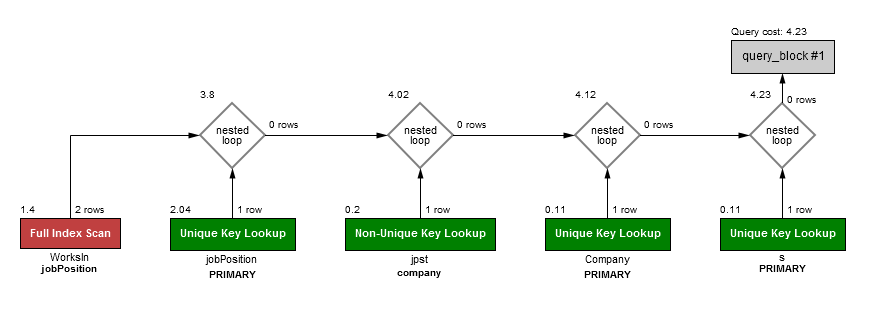 Query cost: 4.23
query_block #1
3.8
4.02
4.12
4.23
0 rows
nested
loop
0 rows
nested
loop
0 rows
nested
loop
0 rows
nested
loop
1.4
2 rows
2.04
1 row
0.2
1 row
0.11
1 row
0.11
1 row
Full Index Scan
Unique Key Lookup
Non-Unique Key Lookup
Unique Key Lookup
Unique Key Lookup
WorksIn
jobPosition
jobPosition
PRIMARY
jpst
company
Company
PRIMARY
s
PRIMARY